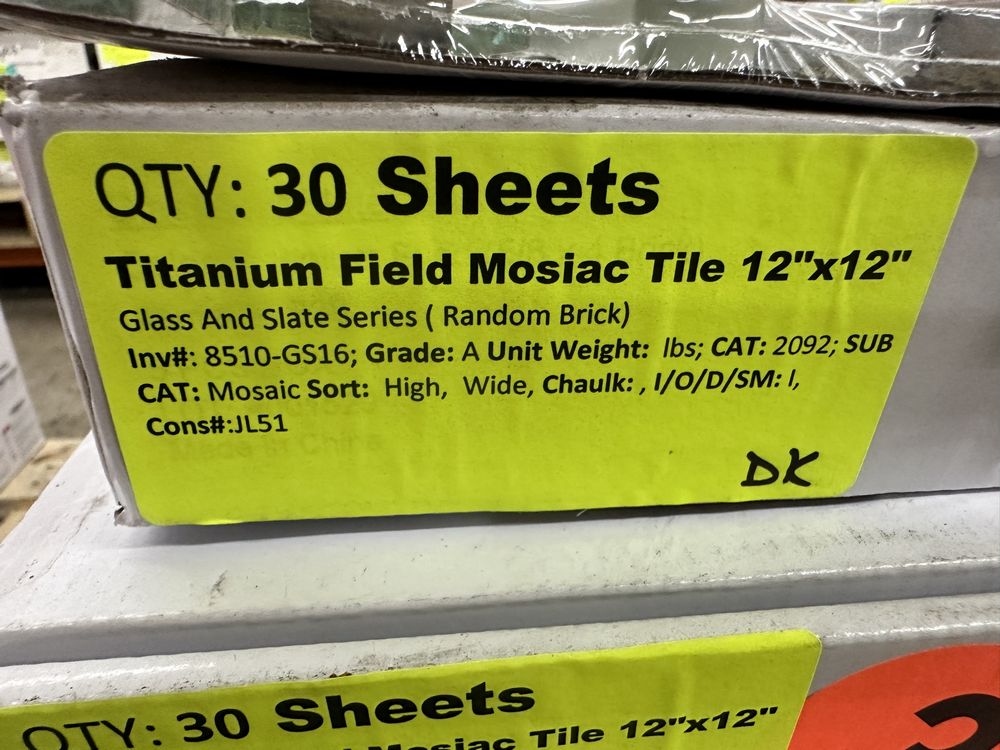 QTY: 30 Sheets
Titanium Field Mosiac Tile 12"x12"
Glass And Slate Series ( Random Brick)
Inv#: 8510-GS16; Grade: A Unit Weight: lbs; CAT: 2092; SUB
CAT: Mosaic Sort: High, Wide, Chaulk: , I/O/D/SM: I,
Cons#:JL51
DK
QTY: 30 Sheets
Mosiac Tile 12"x12"